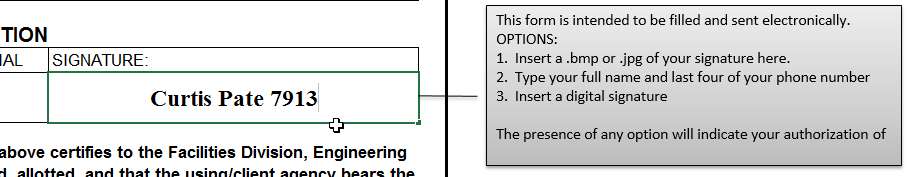 TION
IAL
SIGNATURE:
Curtis Pate 7913
above certifies to the Facilities Division, Engineering
d, allotted, and that the using/client agency bears the
This form is intended to be filled and sent electronically.
OPTIONS:
1. Insert a .bmp or .jpg of your signature here.
2. Type your full name and last four of your phone number
3. Insert a digital signature
The presence of any option will indicate your authorization of